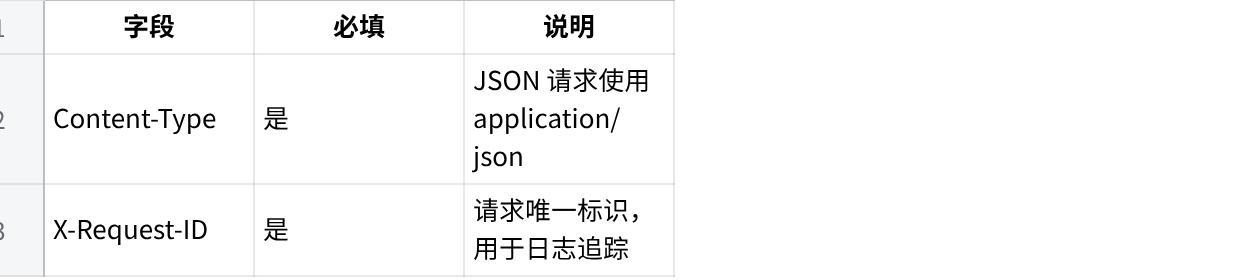 1 字段 必填 说明
2 Content-Type 是 JSON 请求使用
application/
json
3 X-Request-ID 是 请求唯一标识，
用于日志追踪